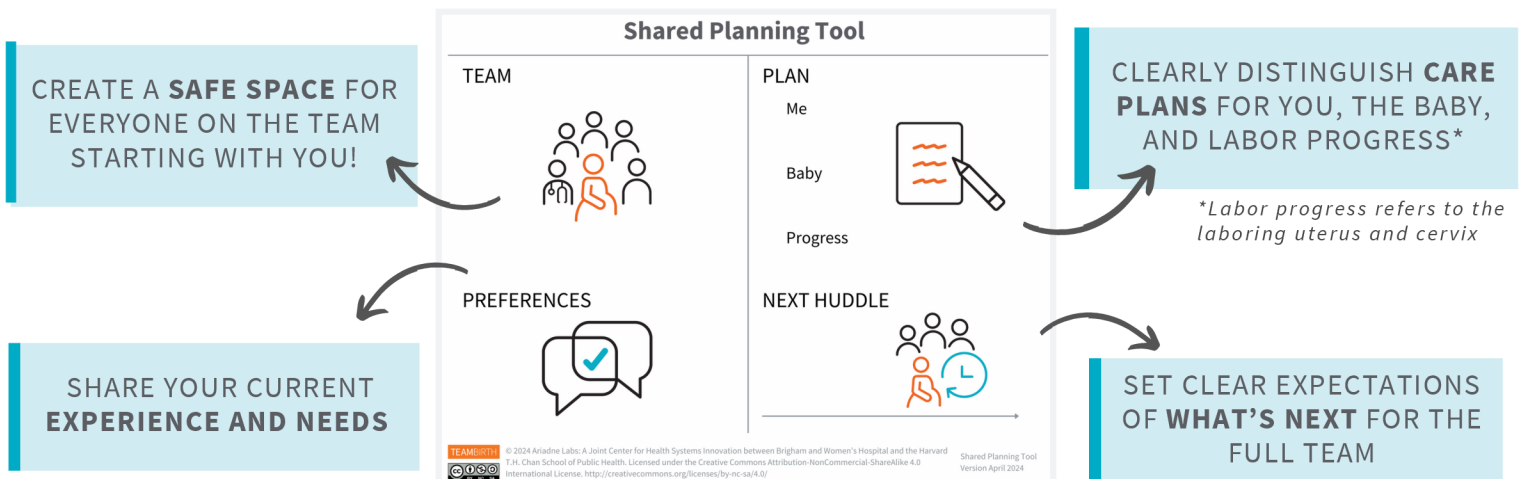 Shared Planning Tool
CREATE A SAFE SPACE FOR
EVERYONE ON THE TEAM
STARTING WITH YOU!
TEAM
PLAN
Me
Baby
Progress
CLEARLY DISTINGUISH CARE
PLANS FOR YOU, THE BABY,
AND LABOR PROGRESS*
*Labor progress refers to the
laboring uterus and cervix
SHARE YOUR CURRENT
EXPERIENCE AND NEEDS
PREFERENCES
NEXT HUDDLE
SET CLEAR EXPECTATIONS
OF WHAT'S NEXT FOR THE
FULL TEAM
TEAMBIRTH
© 2024 Ariadne Labs: A Joint Center for Health Systems Innovation between Brigham and Women's Hospital and the Harvard
T.H. Chan School of Public Health. Licensed under the Creative Commons Attribution-NonCommercial-ShareAlike 4.0
International License. http://creativecommons.org/licenses/by-nc-sa/4.0/
Shared Planning Tool
Version April 2024